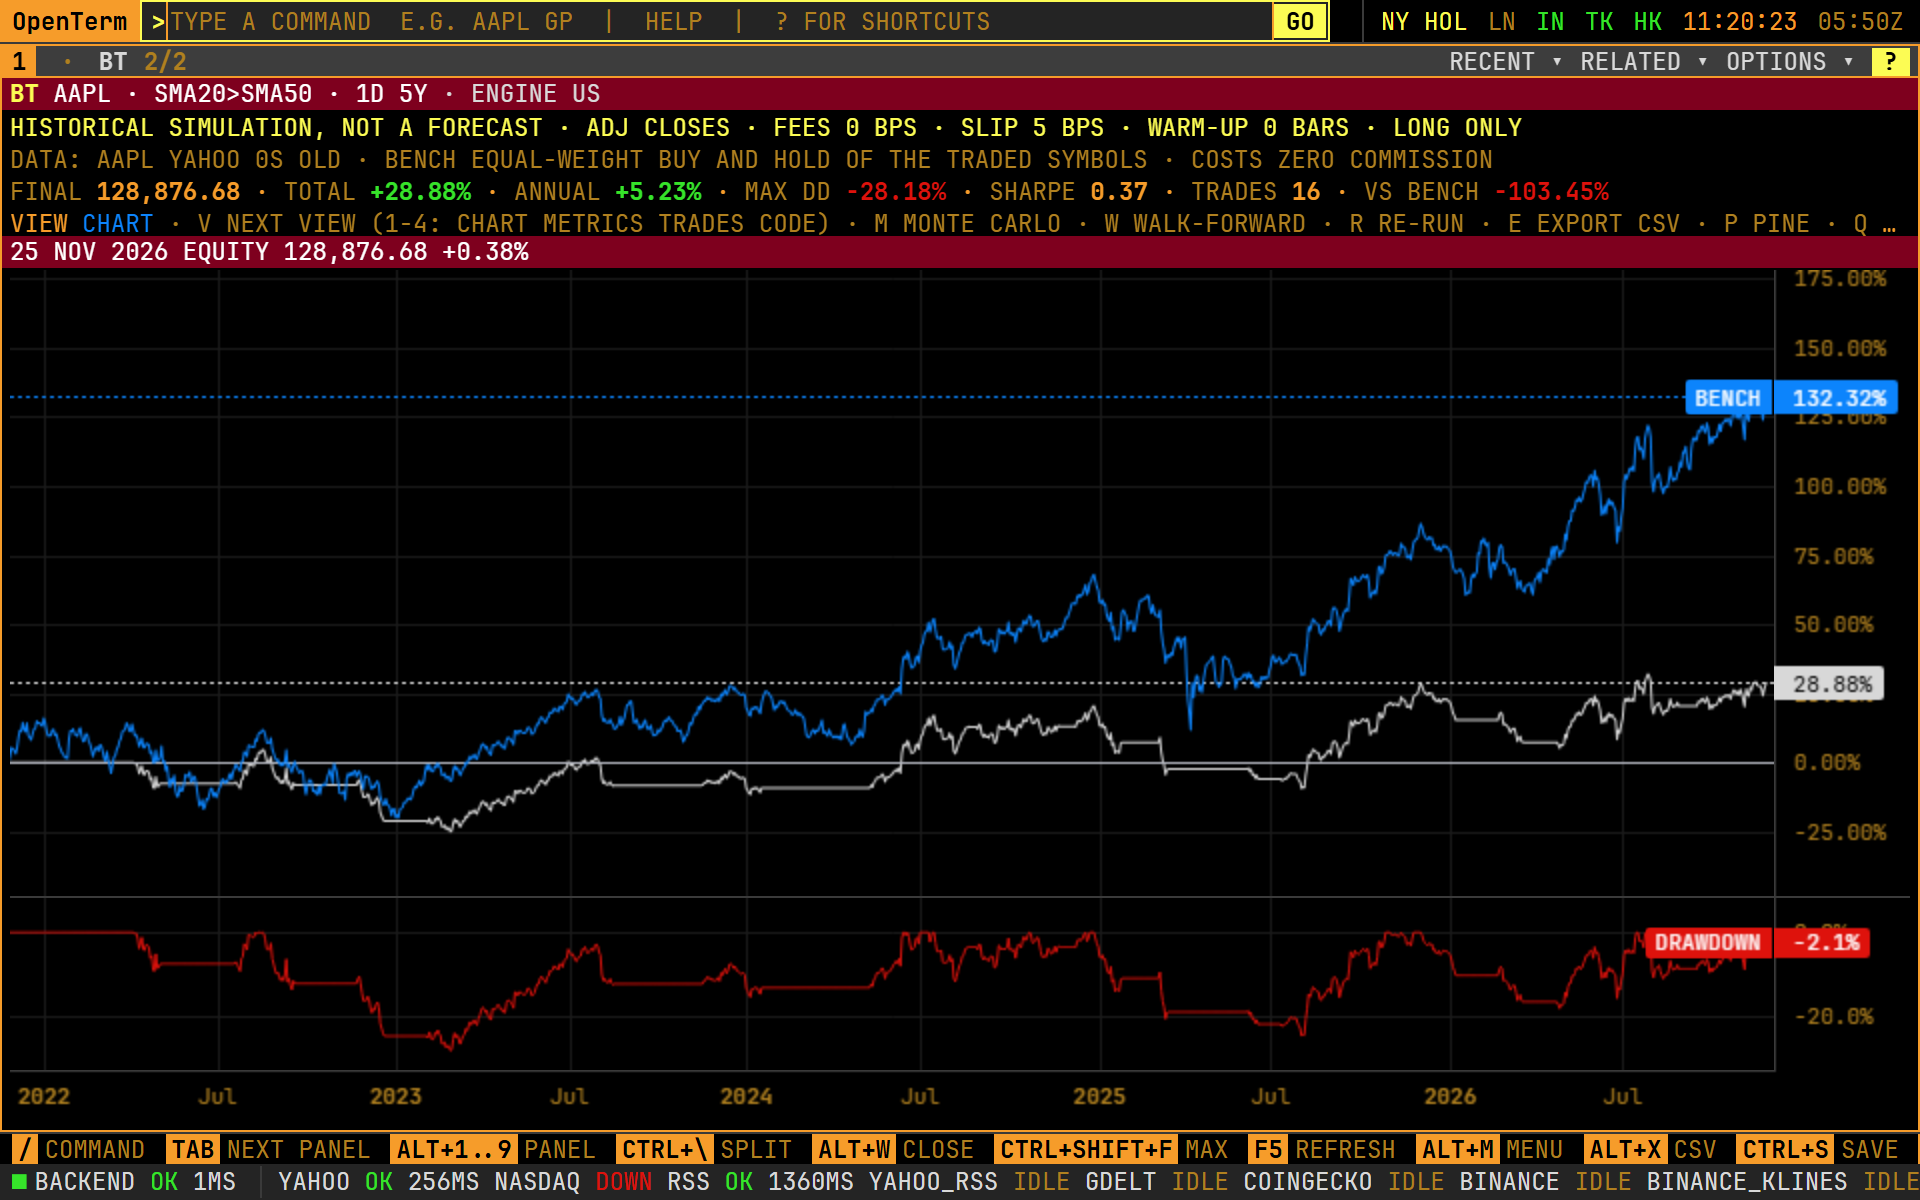 OpenTerm > TYPE A COMMAND E.G. AAPL GP | HELP | ? FOR SHORTCUTS GO NY HOL LN IN TK HK 11:20:23 05:50Z
1 · BT 2/2 RECENT ▾ RELATED ▾ OPTIONS ▾ ?
BT AAPL · SMA20>SMA50 · 1D 5Y · ENGINE US
HISTORICAL SIMULATION, NOT A FORECAST · ADJ CLOSES · FEES 0 BPS · SLIP 5 BPS · WARM-UP 0 BARS · LONG ONLY
DATA: AAPL YAHOO 0S OLD · BENCH EQUAL-WEIGHT BUY AND HOLD OF THE TRADED SYMBOLS · COSTS ZERO COMMISSION
FINAL 128,876.68 · TOTAL +28.88% · ANNUAL +5.23% · MAX DD -28.18% · SHARPE 0.37 · TRADES 16 · VS BENCH -103.45%
VIEW CHART · V NEXT VIEW (1-4: CHART METRICS TRADES CODE) · M MONTE CARLO · W WALK-FORWARD · R RE-RUN · E EXPORT CSV · P PINE · Q …
25 NOV 2026 EQUITY 128,876.68 +0.38%
175.00%
150.00%
BENCH 132.32%
125.00%
100.00%
75.00%
50.00%
28.88%
0.00%
-25.00%
DRAWDOWN -2.1%
-20.0%
2022 Jul 2023 Jul 2024 Jul 2025 Jul 2026 Jul
/ COMMAND TAB NEXT PANEL ALT+1..9 PANEL CTRL+\ SPLIT ALT+W CLOSE CTRL+SHIFT+F MAX F5 REFRESH ALT+M MENU ALT+X CSV CTRL+S SAVE
BACKEND OK 1MS YAHOO OK 256MS NASDAQ DOWN RSS OK 1360MS YAHOO_RSS IDLE GDELT IDLE COINGECKO IDLE BINANCE IDLE BINANCE_KLINES IDLE